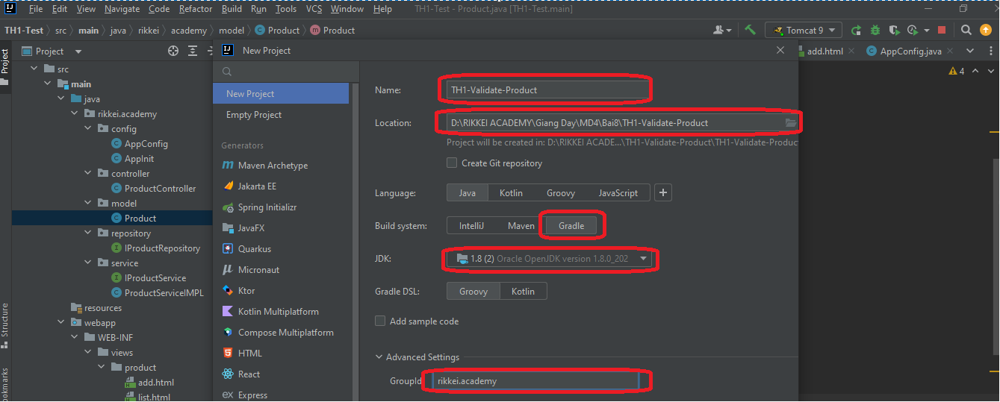 File Edit View Navigate Code Refactor Build Run Tools VCS Window Help TH1-Test - Product.java [TH1-Test.main]
TH1-Test src main java rikkei academy model Product Product Tomcat 9
Project
New Project
add.html AppConfig.java
4
Project
src
main
java
rikkei.academy
config
AppConfig
AppInit
controller
ProductController
model
Product
repository
IProductRepository
service
IProductService
ProductServiceIMPL
resources
webapp
WEB-INF
views
product
add.html
list.html
Structure
New Project
Empty Project
Generators
Maven Archetype
Jakarta EE
Spring Initializr
JavaFX
Quarkus
Micronaut
Ktor
Kotlin Multiplatform
Compose Multiplatform
HTML
React
ex Express
Name: TH1-Validate-Product
Location: D:\RIKKEI ACADEMY\Giang Day\MD4\Bai8\TH1-Validate-Product
Project will be created in: D:\RIKKEI ACADE...\TH1-Validate-Product\TH1-Validate-Product
Create Git repository
Language: Java Kotlin Groovy JavaScript +
Build system: IntelliJ Maven Gradle
JDK: 1.8 (2) Oracle OpenJDK version 1.8.0_202
Gradle DSL: Groovy Kotlin
Add sample code
Advanced Settings
GroupId rikkei.academy